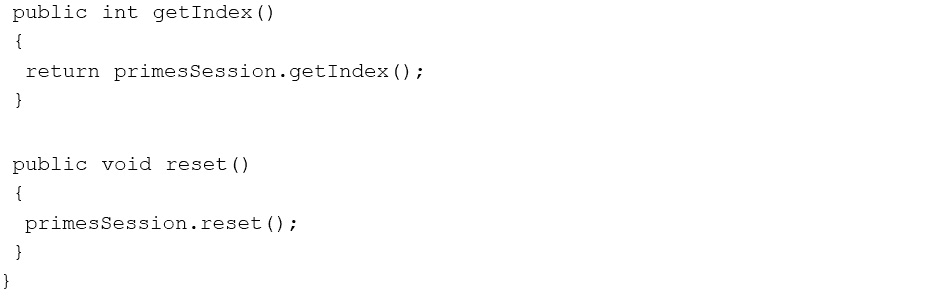 public int getIndex()
{
return primesSession.getIndex();
}
public void reset()
{
primesSession.reset();
}
}